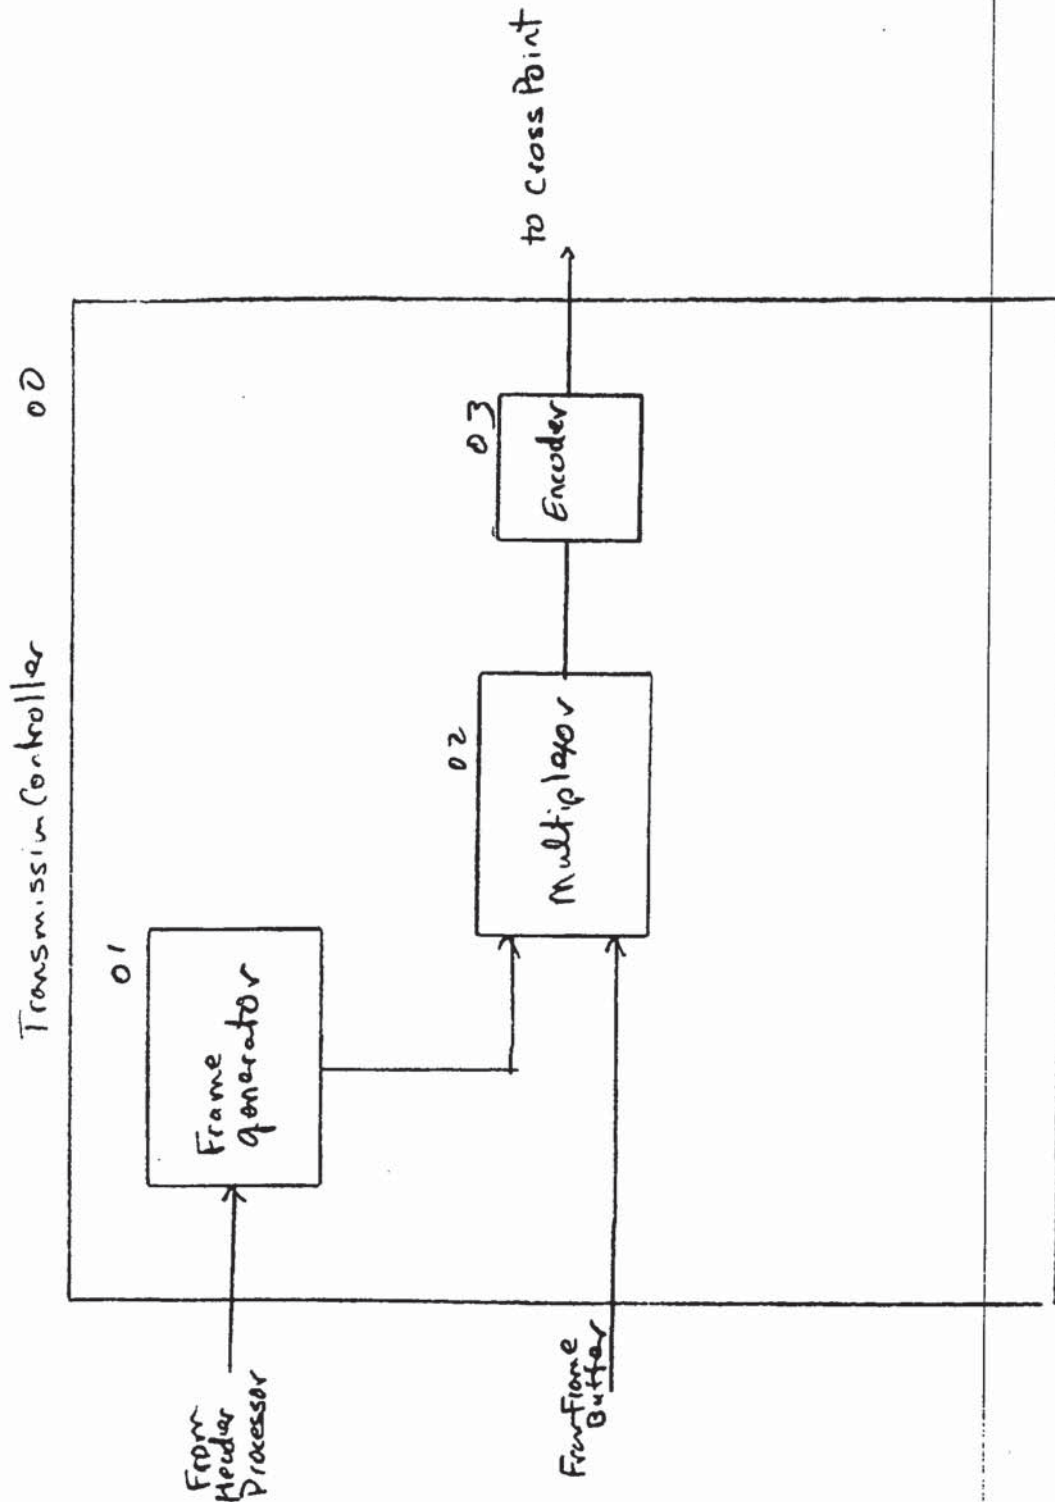 Transmission Controller 00
01
Frame
generator
02
Multiplexor
03
Encoder
to Cross Point
From
Header
Processor
From Frame
Buffer